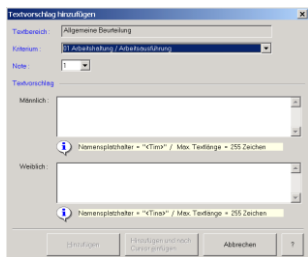 Textvorschlag hinzufügen
Textbereich : Allgemeine Beurteilung
Kriterium : 01 Arbeitshaltung / Arbeitsausführung
Note : 1
Textvorschlag
Männlich :
Namensplatzhalter = "<Tim>" / Max. Textlänge = 255 Zeichen
Weiblich :
Namensplatzhalter = "<Tina>" / Max. Textlänge = 255 Zeichen
Hinzufügen
Hinzufügen und nach
Abbrechen
?